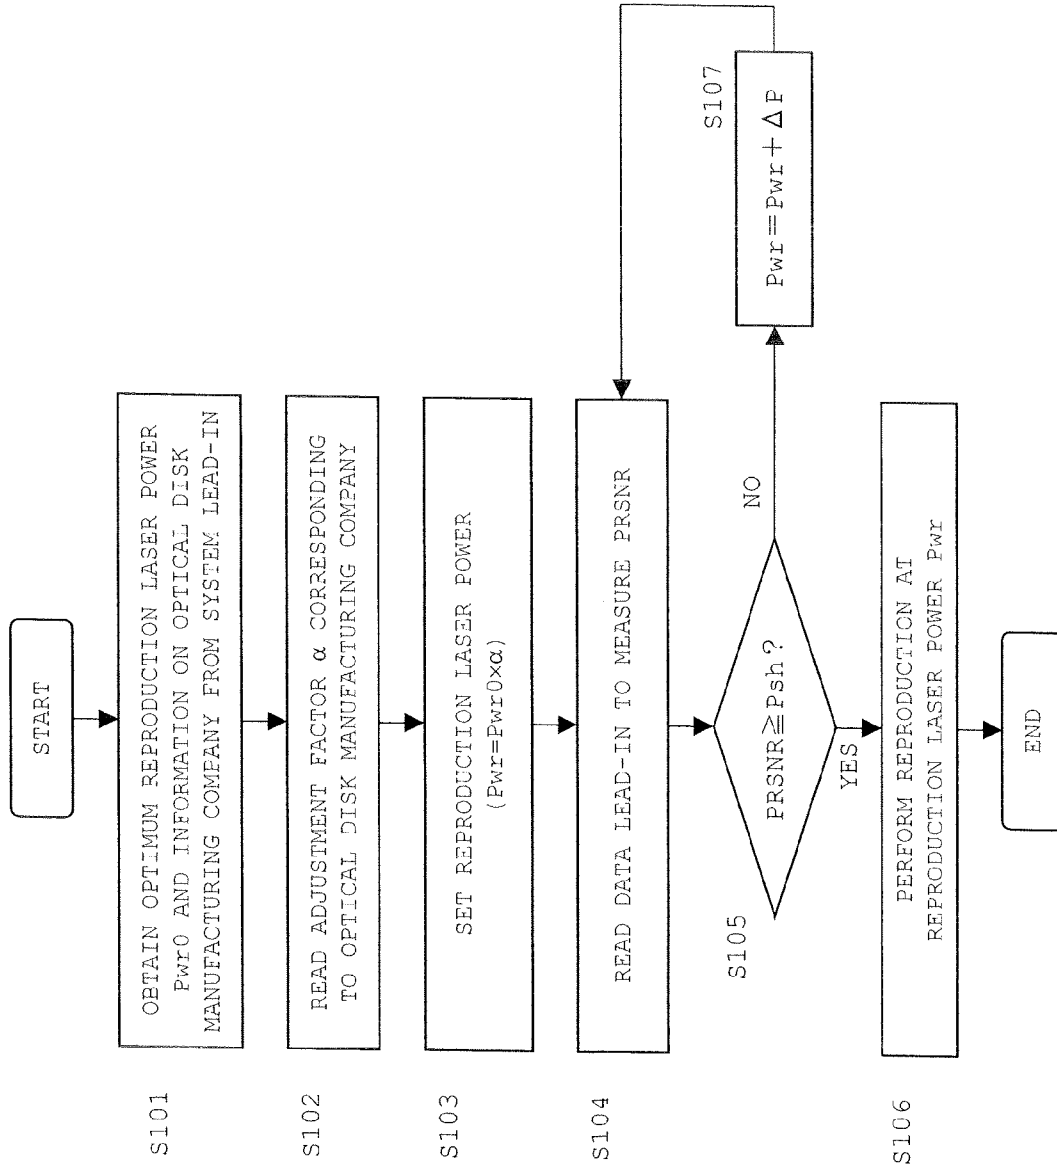 START
S101
OBTAIN OPTIMUM REPRODUCTION LASER POWER
Pwr0 AND INFORMATION ON OPTICAL DISK
MANUFACTURING COMPANY FROM SYSTEM LEAD-IN
S102
READ ADJUSTMENT FACTOR α CORRESPONDING
TO OPTICAL DISK MANUFACTURING COMPANY
S103
SET REPRODUCTION LASER POWER
(Pwr=Pwr0×α)
S104
READ DATA LEAD-IN TO MEASURE PRSNR
S105
PRSNR≧Psh?
NO
S107
Pwr=Pwr+ΔP
YES
S106
PERFORM REPRODUCTION AT
REPRODUCTION LASER POWER Pwr
END